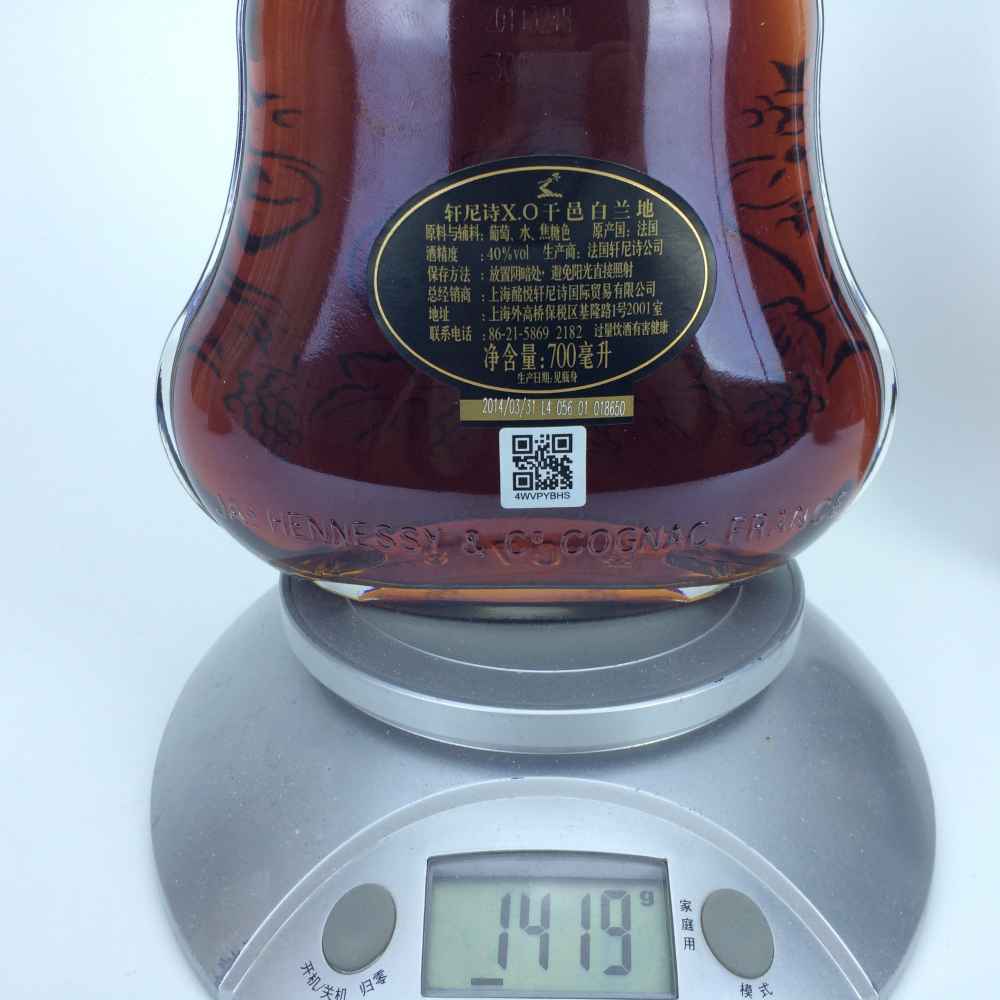 轩尼诗X.O干邑白兰地
原料与辅料: 葡萄、水、焦糖色 原产国: 法国
酒精度 :40%vol 生产商: 法国轩尼诗公司
保存方法 : 放置阴暗处·避免阳光直接照射
总经销商 : 上海酩悦轩尼诗国际贸易有限公司
地址 : 上海外高桥保税区基隆路1号2001室
联系电话 :86-21-5869 2182 过量饮酒有害健康
净含量:700毫升
生产日期:见瓶身
2014/03/31 L4 056 01 018650
4WVPYBHS
JAs HENNESSY & Co COGNAC FRANCE
1419 g
开机/关机 归零
家庭用
模式